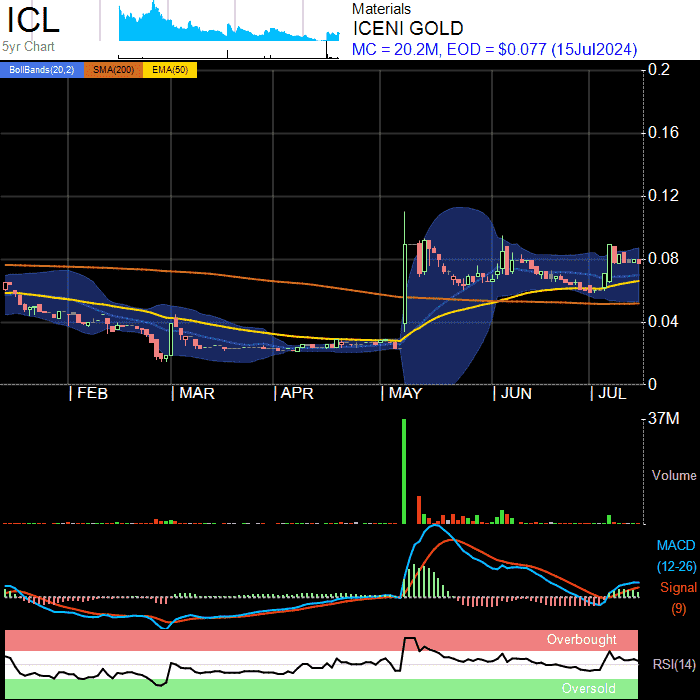 ICL
5yr Chart
Materials
ICENI GOLD
MC = 20.2M, EOD = $0.077 (15Jul2024)
BollBands(20,2) SMA(200) EMA(50)
0.2
0.16
0.12
0.08
0.04
0
FEB MAR APR MAY JUN JUL
37M
Volume
MACD
(12-26)
Signal
(9)
Overbought
RSI(14)
Oversold